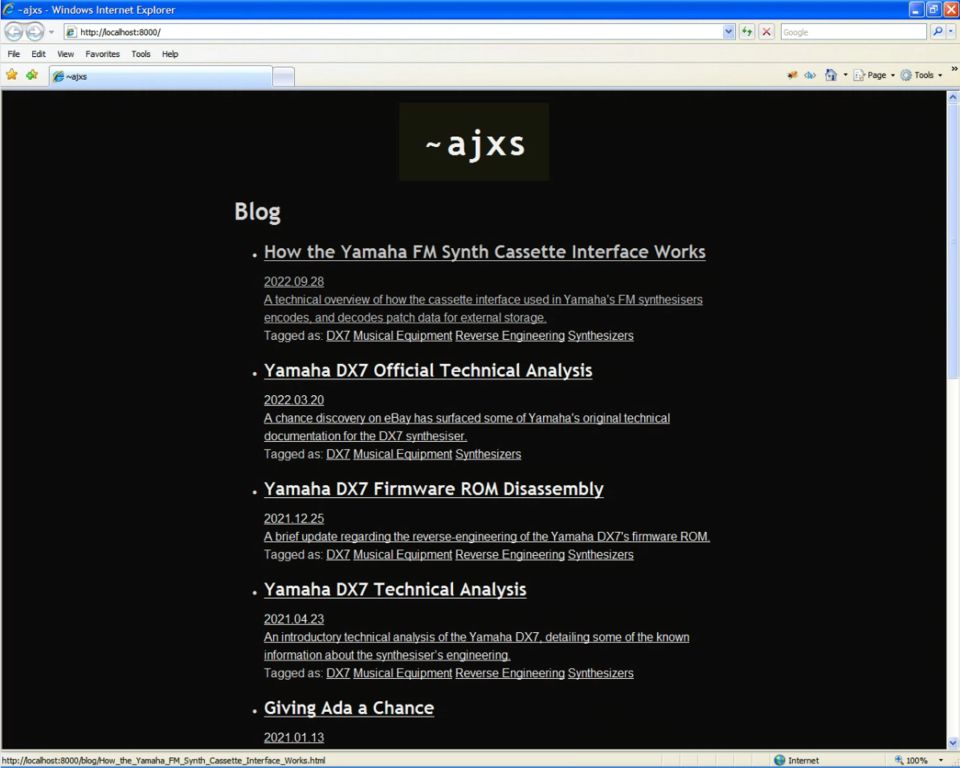 ~ajxs - Windows Internet Explorer
http://localhost:8000/
Google
File Edit View Favorites Tools Help
~ajxs
Page Tools »
~ajxs
Blog
How the Yamaha FM Synth Cassette Interface Works
2022.09.28
A technical overview of how the cassette interface used in Yamaha's FM synthesisers
encodes, and decodes patch data for external storage.
Tagged as: DX7 Musical Equipment Reverse Engineering Synthesizers
Yamaha DX7 Official Technical Analysis
2022.03.20
A chance discovery on eBay has surfaced some of Yamaha's original technical
documentation for the DX7 synthesiser.
Tagged as: DX7 Musical Equipment Synthesizers
Yamaha DX7 Firmware ROM Disassembly
2021.12.25
A brief update regarding the reverse-engineering of the Yamaha DX7's firmware ROM.
Tagged as: DX7 Musical Equipment Reverse Engineering Synthesizers
Yamaha DX7 Technical Analysis
2021.04.23
An introductory technical analysis of the Yamaha DX7, detailing some of the known
information about the synthesiser's engineering.
Tagged as: DX7 Musical Equipment Reverse Engineering Synthesizers
Giving Ada a Chance
2021.01.13
http://localhost:8000/blog/How_the_Yamaha_FM_Synth_Cassette_Interface_Works.html
Internet
100%